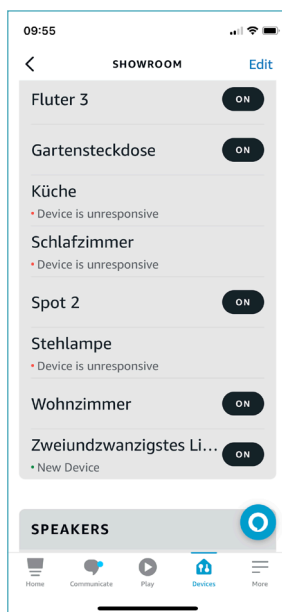 09:55
SHOWROOM
Edit
Fluter 3
ON
Gartensteckdose
ON
Küche
• Device is unresponsive
Schlafzimmer
• Device is unresponsive
Spot 2
ON
Stehlampe
• Device is unresponsive
Wohnzimmer
ON
Zweiundzwanzigstes Li...
ON
• New Device
SPEAKERS
Home
Communicate
Play
Devices
More